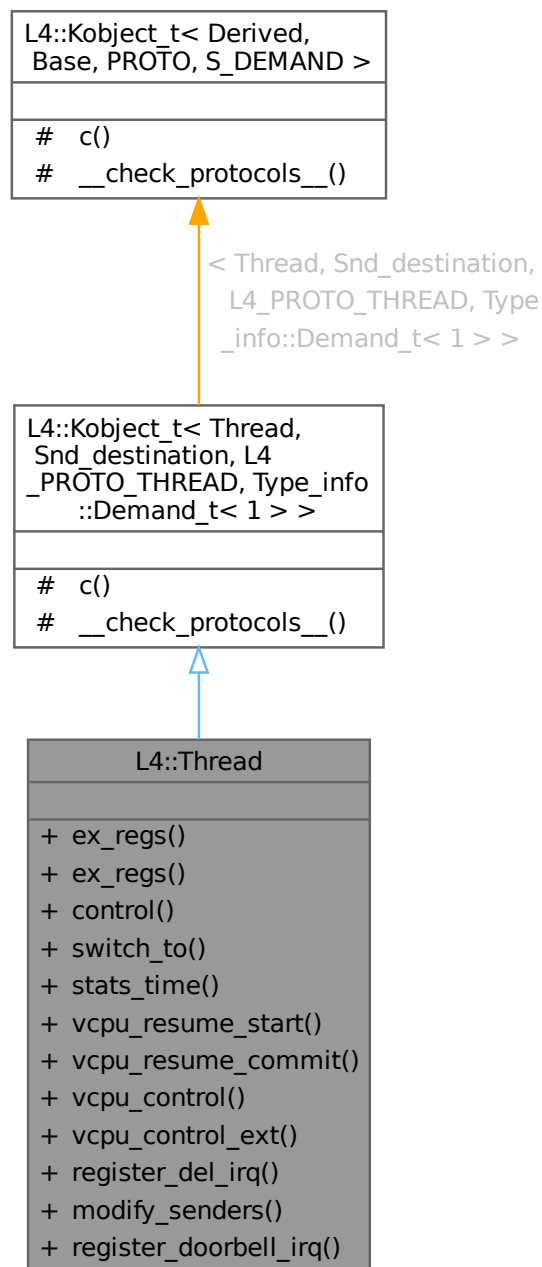 L4::Kobject_t< Derived,
Base, PROTO, S_DEMAND >
# c()
# __check_protocols__()
< Thread, Snd_destination,
L4_PROTO_THREAD, Type
_info::Demand_t< 1 > >
L4::Kobject_t< Thread,
Snd_destination, L4
_PROTO_THREAD, Type_info
::Demand_t< 1 > >
# c()
# __check_protocols__()
L4::Thread
+ ex_regs()
+ ex_regs()
+ control()
+ switch_to()
+ stats_time()
+ vcpu_resume_start()
+ vcpu_resume_commit()
+ vcpu_control()
+ vcpu_control_ext()
+ register_del_irq()
+ modify_senders()
+ register_doorbell_irq()